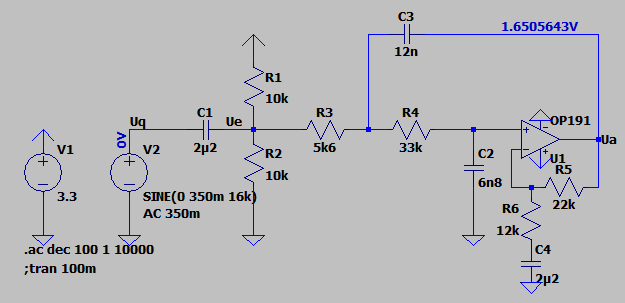 C3
1.6505643V
12n
R1
10k
Uq
C1
Ue
R3
R4
OP191
0V
2µ2
5k6
33k
Ua
V1
V2
R2
10k
C2
6n8
U1
R5
22k
3.3
SINE(0 350m 16k)
AC 350m
R6
12k
C4
2µ2
.ac dec 100 1 10000
;tran 100m